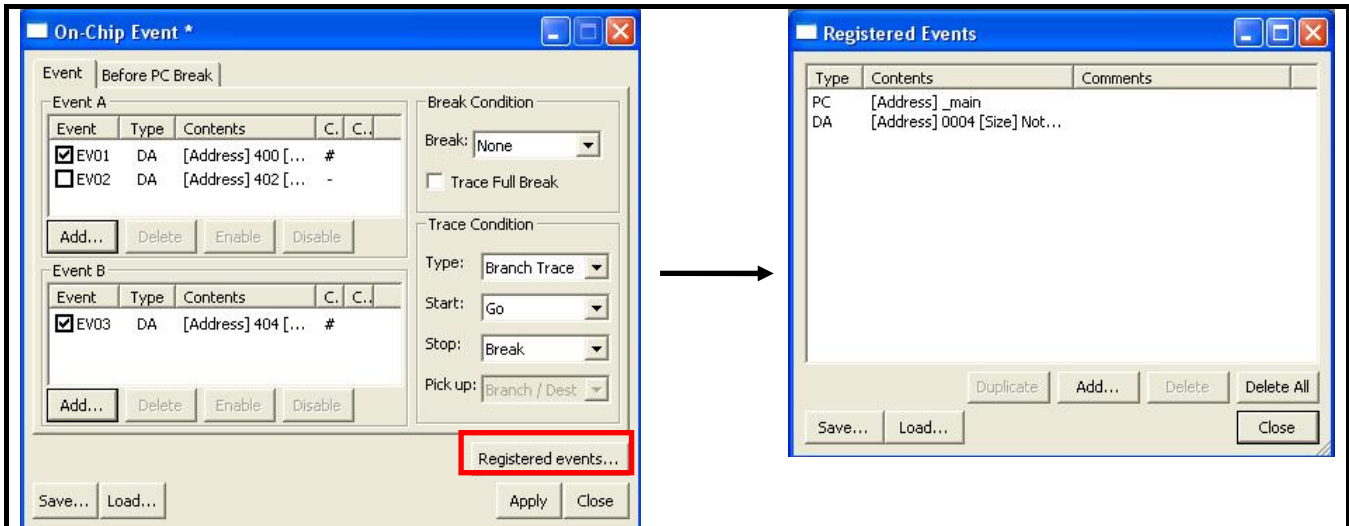 On-Chip Event *
Event
Before PC Break
Event A
Event Type Contents C. C..
EV01 DA [Address] 400 [... #
EV02 DA [Address] 402 [... -
Add... Delete Enable Disable
Event B
Event Type Contents C. C..
EV03 DA [Address] 404 [... #
Add... Delete Enable Disable
Break Condition
Break: None
Trace Full Break
Trace Condition
Type: Branch Trace
Start: Go
Stop: Break
Pick up: Branch / Dest
Registered events...
Save... Load... Apply Close
Registered Events
Type Contents Comments
PC [Address] _main
DA [Address] 0004 [Size] Not...
Duplicate Add... Delete Delete All
Save... Load... Close